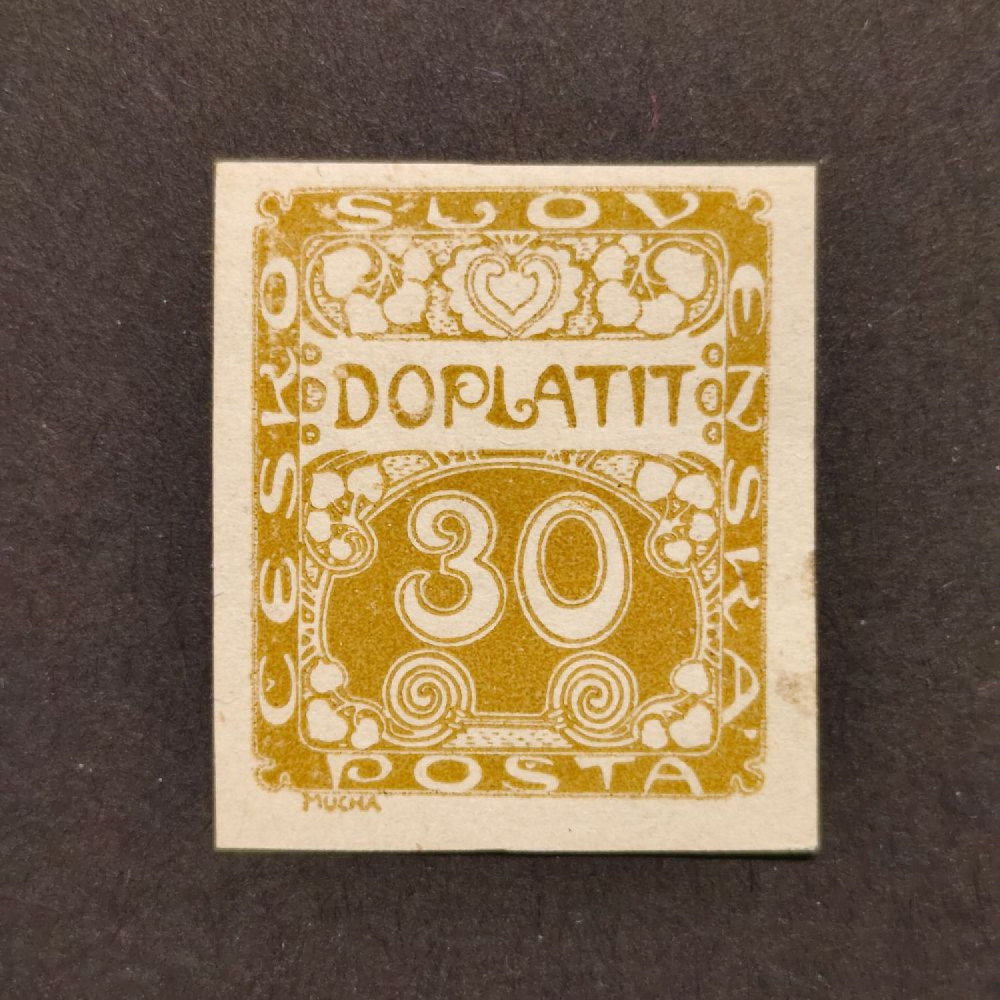 ČESKO
SLOV
ENSKÁ
DOPLATIT
30
POSTA
MUCHA